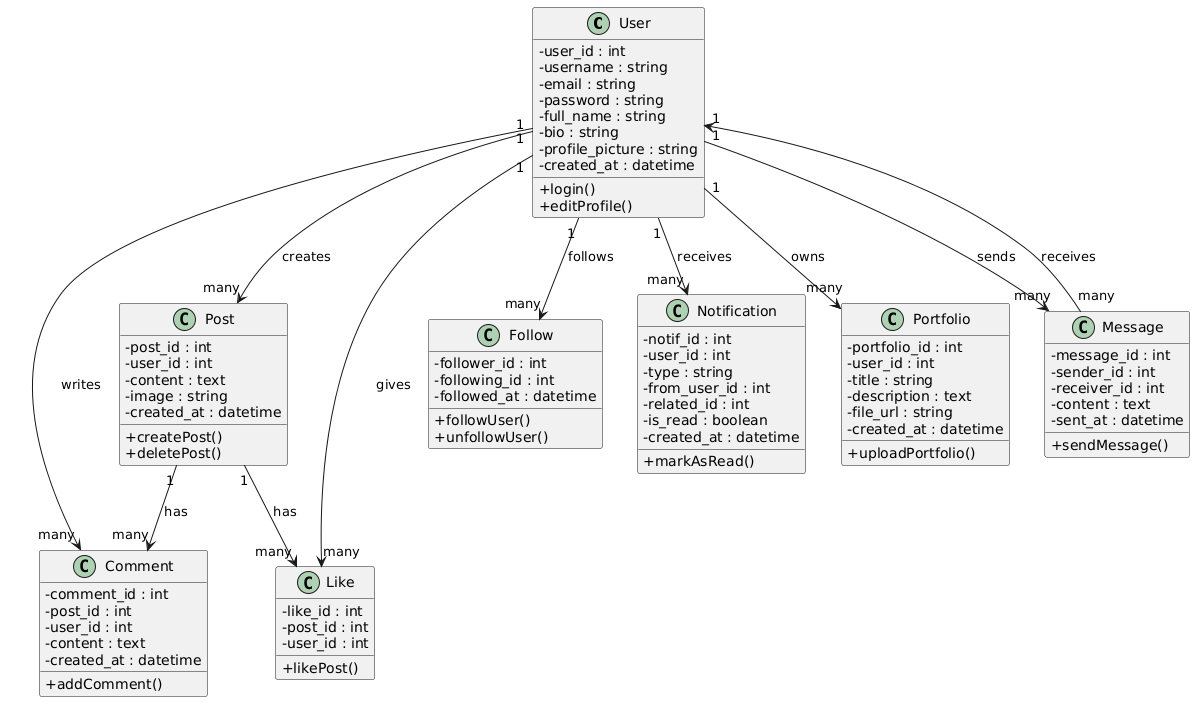 C User
-user_id : int
-username : string
-email : string
-password : string
-full_name : string
-bio : string
-profile_picture : string
-created_at : datetime
+login()
+editProfile()
1
1
1
1
1
1
1
1
creates
follows
receives
owns
sends
receives
many
many
many
many
many
many
C Post
-post_id : int
-user_id : int
-content : text
-image : string
-created_at : datetime
+createPost()
+deletePost()
C Follow
-follower_id : int
-following_id : int
-followed_at : datetime
+followUser()
+unfollowUser()
C Notification
-notif_id : int
-user_id : int
-type : string
-from_user_id : int
-related_id : int
-is_read : boolean
-created_at : datetime
+markAsRead()
C Portfolio
-portfolio_id : int
-user_id : int
-title : string
-description : text
-file_url : string
-created_at : datetime
+uploadPortfolio()
C Message
-message_id : int
-sender_id : int
-receiver_id : int
-content : text
-sent_at : datetime
+sendMessage()
writes
gives
1
1
has
has
many
many
many
many
C Comment
-comment_id : int
-post_id : int
-user_id : int
-content : text
-created_at : datetime
+addComment()
C Like
-like_id : int
-post_id : int
-user_id : int
+likePost()